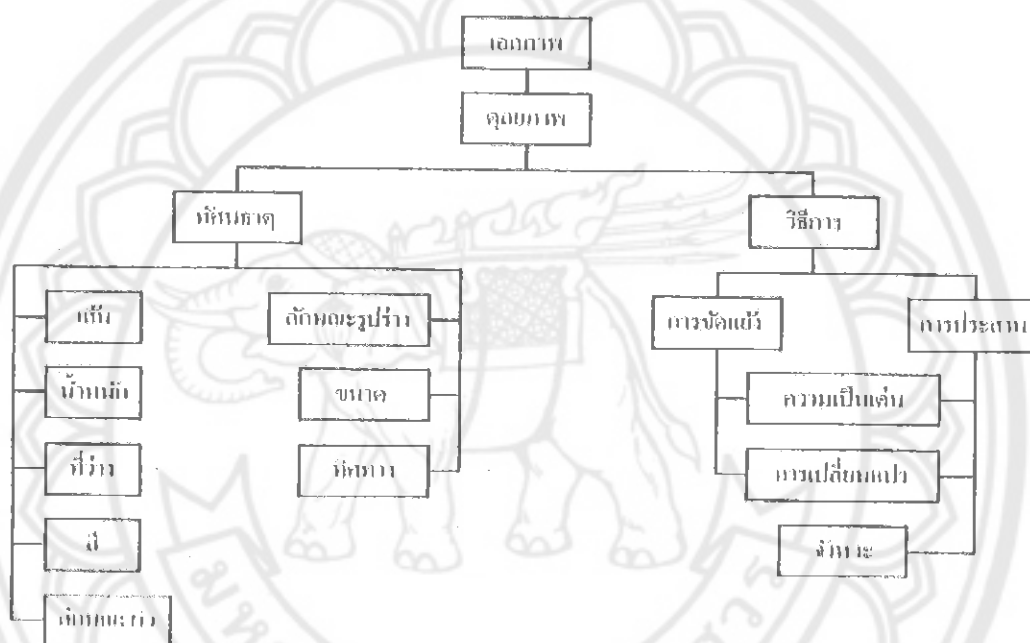 เอกภาพ
ดุลยภาพ
ทัศนธาตุ
วิธีการ
เส้น
ลักษณะรูปร่าง
การขัดแย้ง
การประสาน
น้ำหนัก
ขนาด
ความเป็นเด่น
ที่ว่าง
ทิศทาง
การเปลี่ยนแปร
สี
จังหวะ
ลักษณะผิว